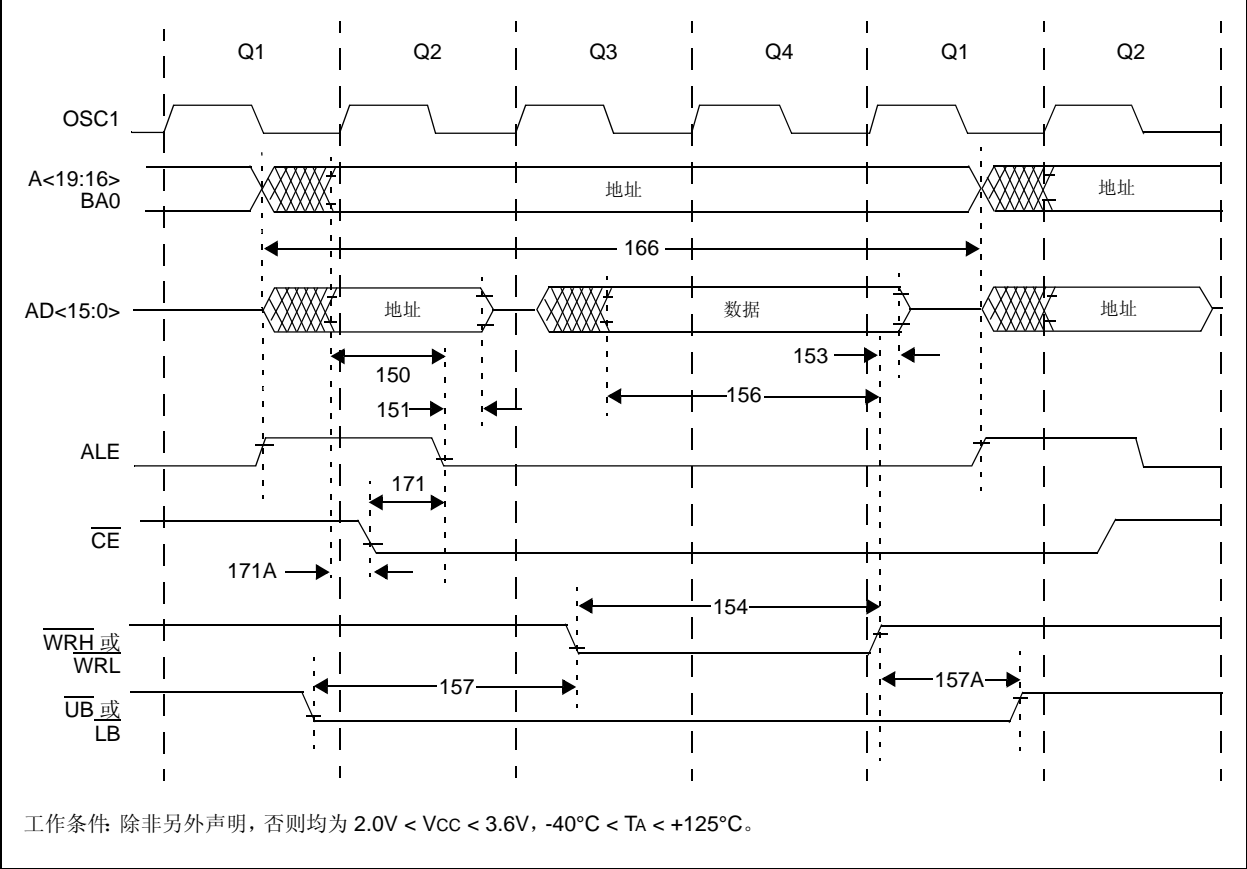 Q1 Q2 Q3 Q4 Q1 Q2
OSC1
A<19:16>
BA0
地址 地址
166
AD<15:0>
地址 数据 地址
150
153
151
156
ALE
171
CE
171A
154
WRH 或
WRL
157
157A
UB 或
LB
工作条件: 除非另外声明, 否则均为 2.0V < VCC < 3.6V, -40°C < TA < +125°C。